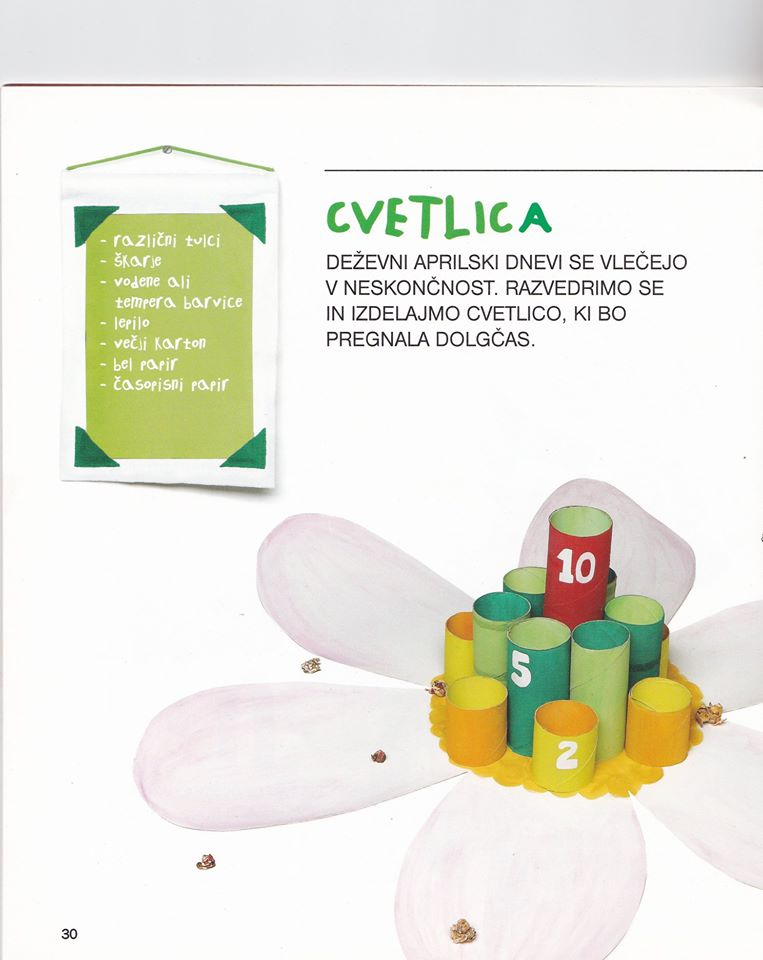 - različni tulci
- škarje
- vodene ali
tempera barvice
- lepilo
- večji karton
- bel papir
- časopisni papir
CVETLICA
DEŽEVNI APRILSKI DNEVI SE VLEČEJO
V NESKONČNOST. RAZVEDRIMO SE
IN IZDELAJMO CVETLICO, KI BO
PREGNALA DOLGČAS.
10
5
2
30